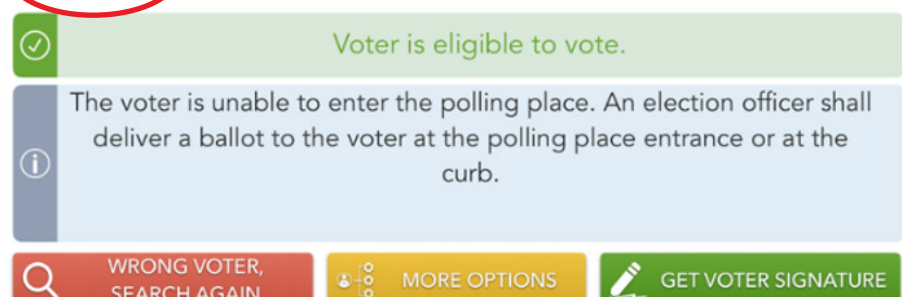 Voter is eligible to vote.
The voter is unable to enter the polling place. An election officer shall
deliver a ballot to the voter at the polling place entrance or at the
curb.
WRONG VOTER,
SEARCH AGAIN
MORE OPTIONS
GET VOTER SIGNATURE